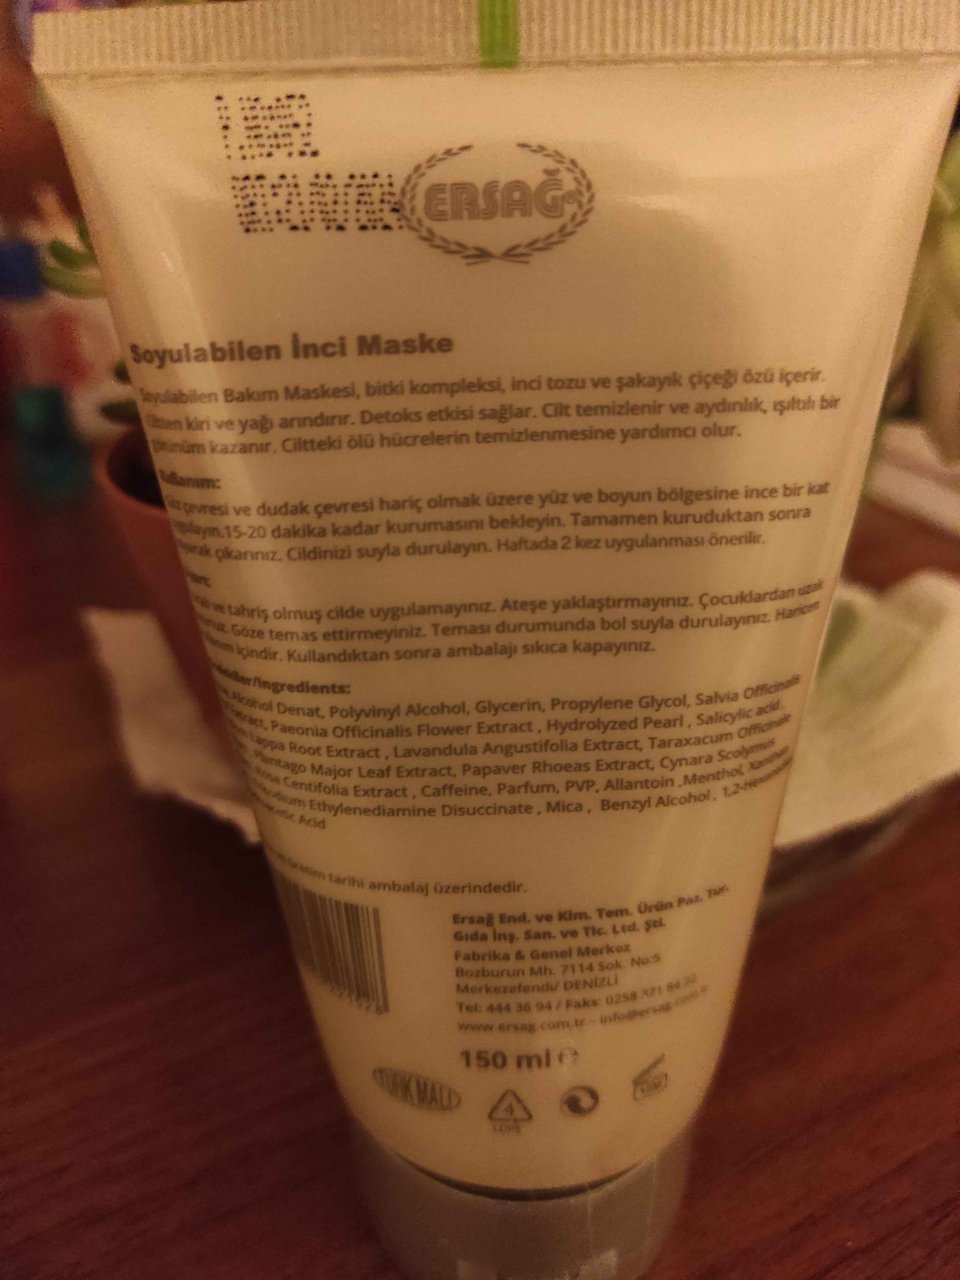 ERSAĞ
Soyulabilen İnci Maske
Soyulabilen Bakım Maskesi, bitki kompleksi, inci tozu ve şakayık çiçeği özü içerir.
Ciltten kiri ve yağı arındırır. Detoks etkisi sağlar. Cilt temizlenir ve aydınlık, ışıltılı bir
görünüm kazanır. Ciltteki ölü hücrelerin temizlenmesine yardımcı olur.
Kullanım:
çevresi ve dudak çevresi hariç olmak üzere yüz ve boyun bölgesine ince bir kat
uygulayın.15-20 dakika kadar kurumasını bekleyin. Tamamen kuruduktan sonra
çıkarınız. Cildinizi suyla durulayın. Haftada 2 kez uygulanması önerilir.
ve tahriş olmuş cilde uygulamayınız. Ateşe yaklaştırmayınız. Çocuklardan uzak
Göze temas ettirmeyiniz. Teması durumunda bol suyla durulayınız. Haricen
içindir. Kullandıktan sonra ambalajı sıkıca kapayınız.
/Ingredients:
Alcohol Denat, Polyvinyl Alcohol, Glycerin, Propylene Glycol, Salvia Officinalis
Extract, Paeonia Officinalis Flower Extract , Hydrolyzed Pearl , Salicylic acid,
Lappa Root Extract , Lavandula Angustifolia Extract, Taraxacum Officinale
Plantago Major Leaf Extract, Papaver Rhoeas Extract, Cynara Scolymus
Rosa Centifolia Extract , Caffeine, Parfum, PVP, Allantoin ,Menthol, Xanthan
Ethylenediamine Disuccinate , Mica , Benzyl Alcohol , 1,2-Hexanediol
Acid
üretim tarihi ambalaj üzerindedir.
Ersağ End. ve Kim. Tem. Ürün Paz. Tur.
Gıda İnş. San. ve Tic. Ltd. Şti.
Fabrika & Genel Merkez
Bozburun Mh. 7114 Sok. No:5
Merkezefendi/ DENİZLİ
Tel: 444 36 94 / Faks: 0258 371 84
www.ersag.com.tr - info@ersag.com.tr
150 ml e
TÜRK MALI
4
LDPE